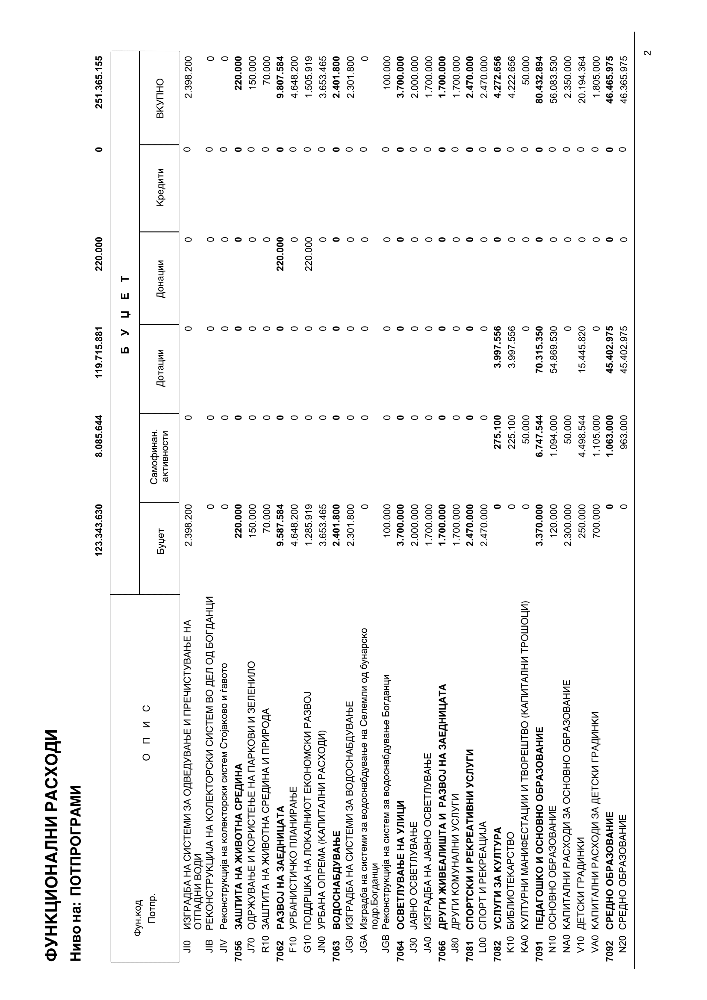 ФУНКЦИОНАЛНИ РАСХОДИ
Ниво на: ПОТПРОГРАМИ
123.343.630 8.085.644 119.715.881 220.000 0 251.365.155
Фун.код
Потпр.
О П И С
Б У Џ Е Т
Буџет Самофинан. активности Дотации Донации Кредити ВКУПНО
JI0 ИЗГРАДБА НА СИСТЕМИ ЗА ОДВЕДУВАЊЕ И ПРЕЧИСТУВАЊЕ НА 2.398.200 0 0 0 0 2.398.200
ОТПАДНИ ВОДИ
JIB РЕКОНСТРУКЦИЈА НА КОЛЕКТОРСКИ СИСТЕМ ВО ДЕЛ ОД БОГДАНЦИ 0 0 0 0 0 0
JIV Реконструкција на колекторски систем Стојаково и ѓавото 0 0 0 0 0 0
7056 ЗАШТИТА НА ЖИВОТНА СРЕДИНА 220.000 0 0 0 0 220.000
J70 ОДРЖУВАЊЕ И КОРИСТЕЊЕ НА ПАРКОВИ И ЗЕЛЕНИЛО 150.000 0 0 0 0 150.000
R10 ЗАШТИТА НА ЖИВОТНА СРЕДИНА И ПРИРОДА 70.000 0 0 0 0 70.000
7062 РАЗВОЈ НА ЗАЕДНИЦАТА 9.587.584 0 0 220.000 0 9.807.584
F10 УРБАНИСТИЧКО ПЛАНИРАЊЕ 4.648.200 0 0 0 0 4.648.200
G10 ПОДДРШКА НА ЛОКАЛНИОТ ЕКОНОМСКИ РАЗВОЈ 1.285.919 0 0 220.000 0 1.505.919
JN0 УРБАНА ОПРЕМА (КАПИТАЛНИ РАСХОДИ) 3.653.465 0 0 0 0 3.653.465
7063 ВОДОСНАБДУВАЊЕ 2.401.800 0 0 0 0 2.401.800
JG0 ИЗГРАДБА НА СИСТЕМИ ЗА ВОДОСНАБДУВАЊЕ 2.301.800 0 0 0 0 2.301.800
JGA Изградба на системи за водоснабдување на Селемли од бунарско 0 0 0 0 0 0
подр.Богданци
JGB Реконструкција на систем за водоснабдување Богданци 100.000 0 0 0 0 100.000
7064 ОСВЕТЛУВАЊЕ НА УЛИЦИ 3.700.000 0 0 0 0 3.700.000
J30 ЈАВНО ОСВЕТЛУВАЊЕ 2.000.000 0 0 0 0 2.000.000
JA0 ИЗГРАДБА НА ЈАВНО ОСВЕТЛУВАЊЕ 1.700.000 0 0 0 0 1.700.000
7066 ДРУГИ ЖИВЕАЛИШТА И РАЗВОЈ НА ЗАЕДНИЦАТА 1.700.000 0 0 0 0 1.700.000
J80 ДРУГИ КОМУНАЛНИ УСЛУГИ 1.700.000 0 0 0 0 1.700.000
7081 СПОРТСКИ И РЕКРЕАТИВНИ УСЛУГИ 2.470.000 0 0 0 0 2.470.000
L00 СПОРТ И РЕКРЕАЦИЈА 2.470.000 0 0 0 0 2.470.000
7082 УСЛУГИ ЗА КУЛТУРА 0 275.100 3.997.556 0 0 4.272.656
K10 БИБЛИОТЕКАРСТВО 0 225.100 3.997.556 0 0 4.222.656
KA0 КУЛТУРНИ МАНИФЕСТАЦИИ И ТВОРЕШТВО (КАПИТАЛНИ ТРОШОЦИ) 0 50.000 0 0 0 50.000
7091 ПЕДАГОШКО И ОСНОВНО ОБРАЗОВАНИЕ 3.370.000 6.747.544 70.315.350 0 0 80.432.894
N10 ОСНОВНО ОБРАЗОВАНИЕ 120.000 1.094.000 54.869.530 0 0 56.083.530
NA0 КАПИТАЛНИ РАСХОДИ ЗА ОСНОВНО ОБРАЗОВАНИЕ 2.300.000 50.000 0 0 0 2.350.000
V10 ДЕТСКИ ГРАДИНКИ 250.000 4.498.544 15.445.820 0 0 20.194.364
VA0 КАПИТАЛНИ РАСХОДИ ЗА ДЕТСКИ ГРАДИНКИ 700.000 1.105.000 0 0 0 1.805.000
7092 СРЕДНО ОБРАЗОВАНИЕ 0 1.063.000 45.402.975 0 0 46.465.975
N20 СРЕДНО ОБРАЗОВАНИЕ 0 963.000 45.402.975 0 0 46.365.975
2